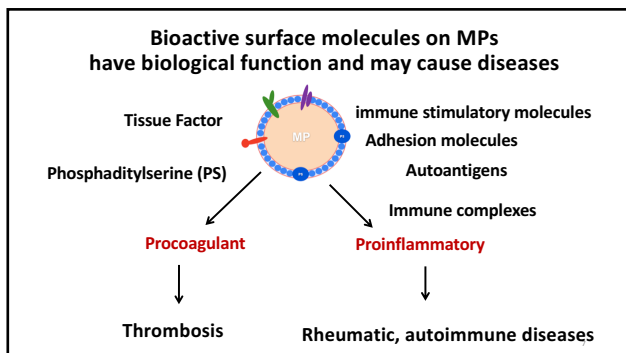 Bioactive surface molecules on MPs
have biological function and may cause diseases
Tissue Factor
immune stimulatory molecules
MP
Adhesion molecules
Phosphaditylserine (PS)
Autoantigens
Immune complexes
Procoagulant
Proinflammatory
Thrombosis
Rheumatic, autoimmune diseases